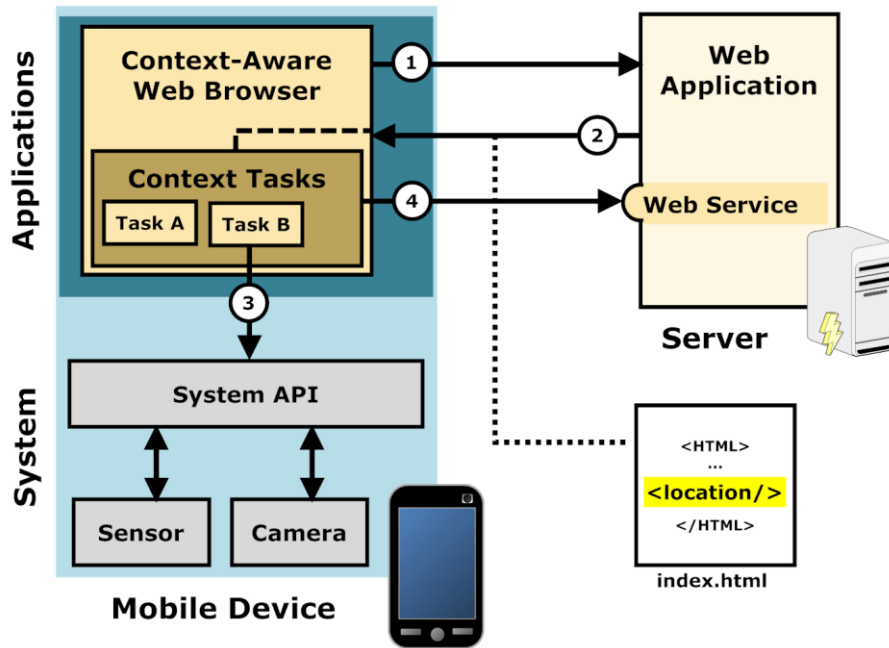 Applications
Context-Aware
Web Browser
Context Tasks
Task A
Task B
1
2
3
4
Web
Application
Web Service
Server
System
System API
Sensor
Camera
Mobile Device
<HTML>
...
<location/>
</HTML>
index.html